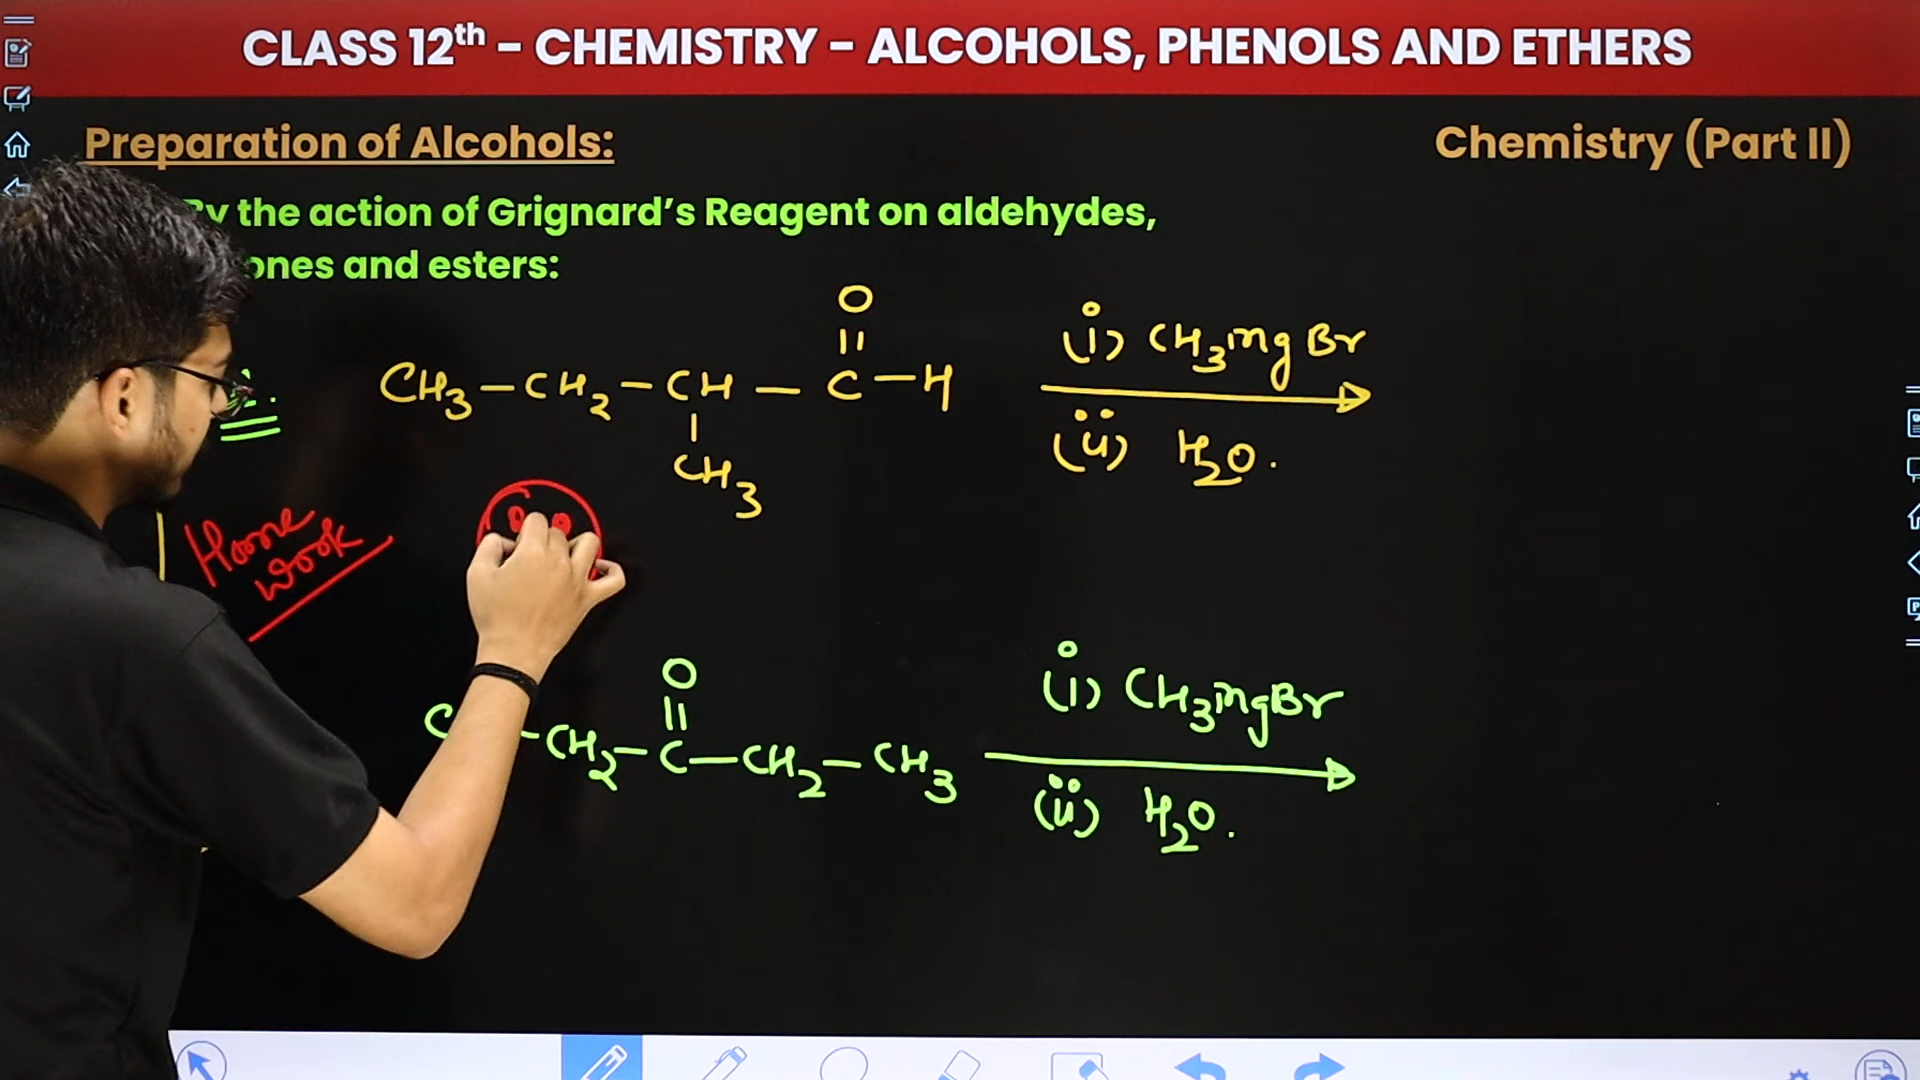 CLASS 12th - CHEMISTRY - ALCOHOLS, PHENOLS AND ETHERS
Preparation of Alcohols:
Chemistry (Part II)
By the action of Grignard's Reagent on aldehydes,
ones and esters:
O
||
CH3 — CH2 — CH — C — H
|
CH3
(i) CH3MgBr
(ii) H2O.
Home
Work
O
||
C — CH2 — C — CH2 — CH3
(i) CH3MgBr
(ii) H2O.